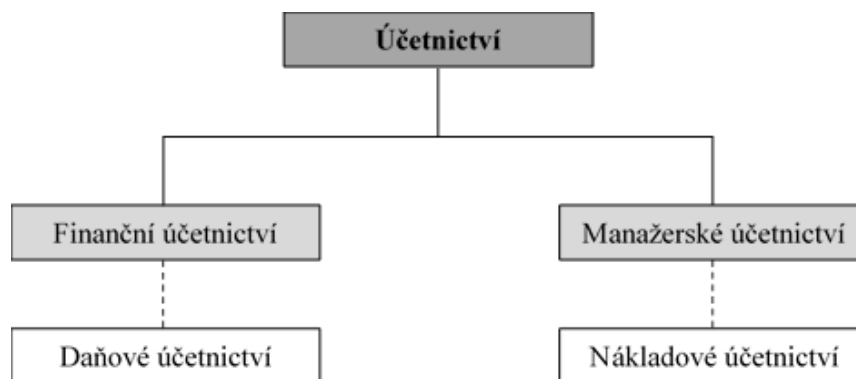 Účetnictví
Finanční účetnictví
Manažerské účetnictví
Daňové účetnictví
Nákladové účetnictví